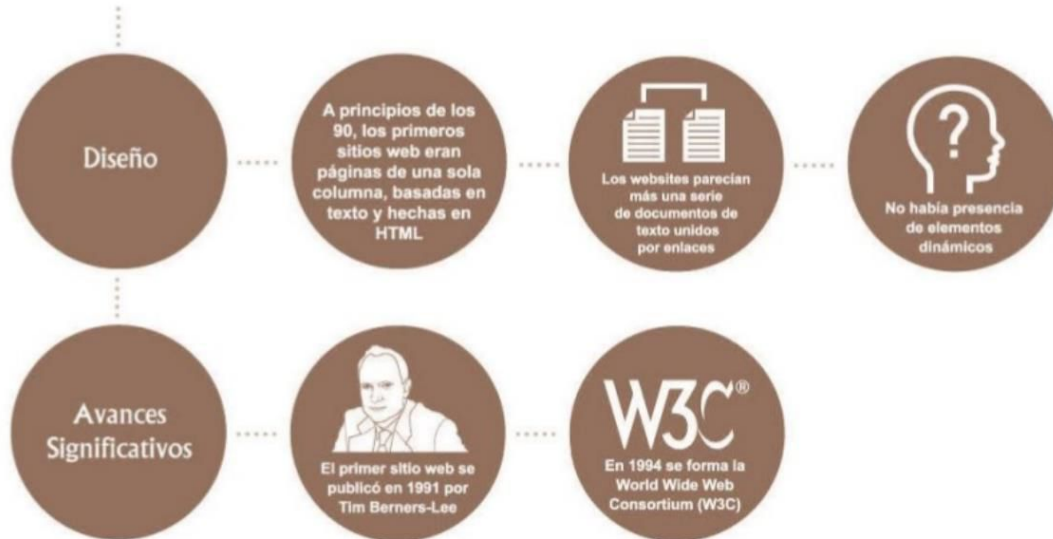 Diseño
A principios de los
90, los primeros
sitios web eran
páginas de una sola
columna, basadas en
texto y hechas en
HTML
Los websites parecían
más una serie
de documentos de
texto unidos
por enlaces
?
No había presencia
de elementos
dinámicos
Avances
Significativos
El primer sitio web se
publicó en 1991 por
Tim Berners-Lee
W3C®
En 1994 se forma la
World Wide Web
Consortium (W3C)